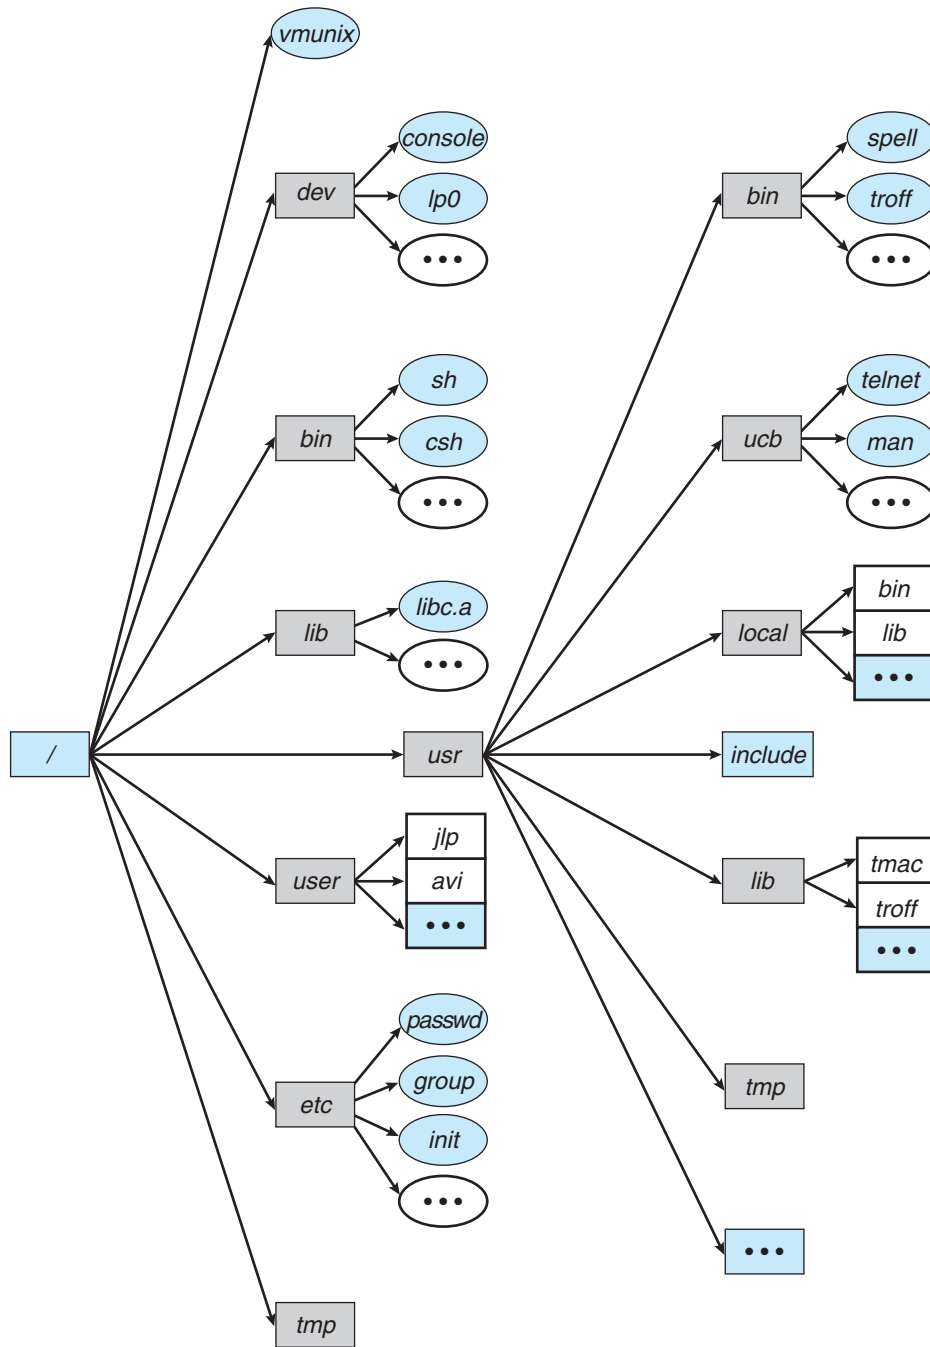 vmunix
console
dev
lp0
•••
sh
bin
csh
•••
libc.a
lib
•••
/
usr
jlp
user
avi
•••
passwd
group
etc
init
•••
tmp
spell
bin
troff
•••
telnet
ucb
man
•••
bin
local
lib
•••
include
tmac
lib
troff
•••
tmp
•••